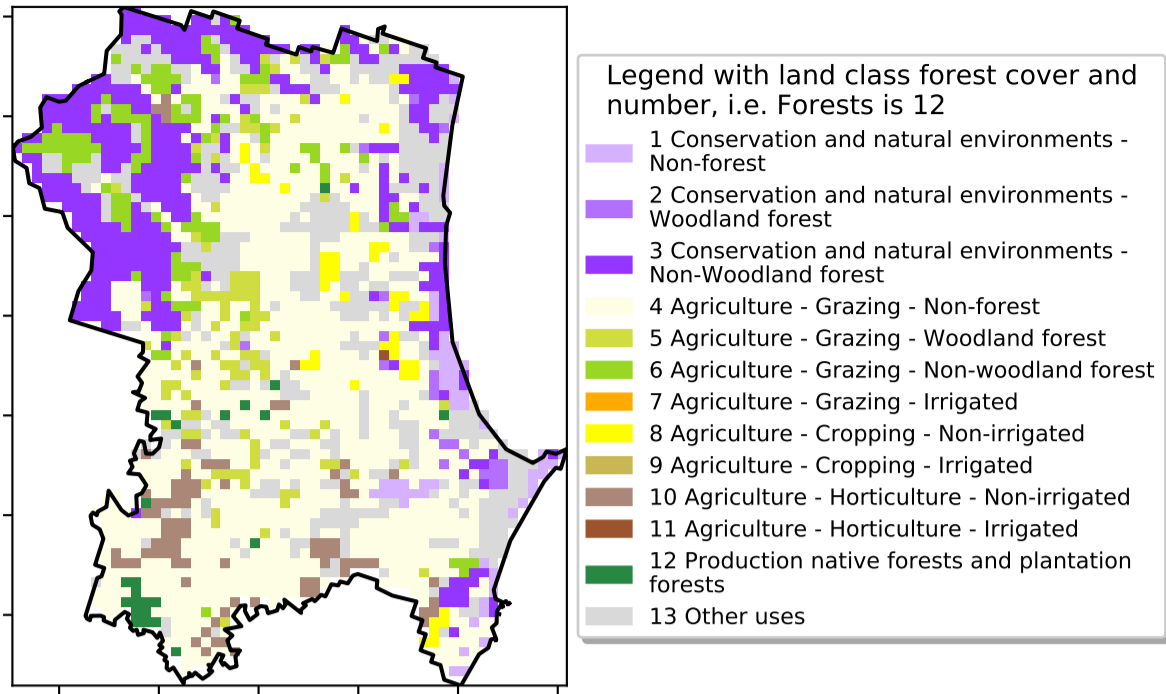 Legend with land class forest cover and
number, i.e. Forests is 12
1 Conservation and natural environments -
Non-forest
2 Conservation and natural environments -
Woodland forest
3 Conservation and natural environments -
Non-Woodland forest
4 Agriculture - Grazing - Non-forest
5 Agriculture - Grazing - Woodland forest
6 Agriculture - Grazing - Non-woodland forest
7 Agriculture - Grazing - Irrigated
8 Agriculture - Cropping - Non-irrigated
9 Agriculture - Cropping - Irrigated
10 Agriculture - Horticulture - Non-irrigated
11 Agriculture - Horticulture - Irrigated
12 Production native forests and plantation
forests
13 Other uses